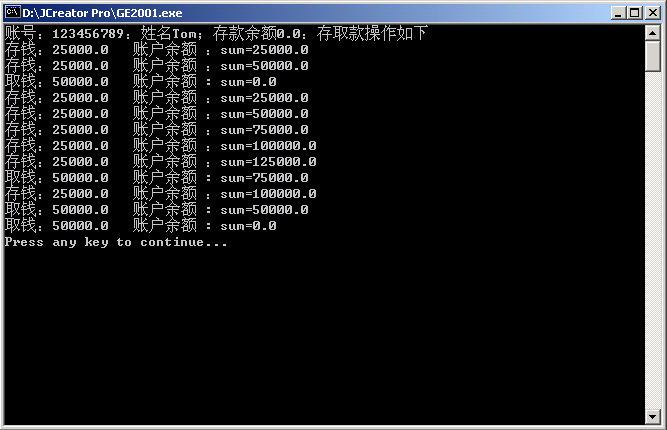 D:\JCreator Pro\GE2001.exe
账号：123456789；姓名Tom；存款余额0.0；存取款操作如下
存钱：25000.0   账户余额 ：sum=25000.0
存钱：25000.0   账户余额 ：sum=50000.0
取钱：50000.0   账户余额 : sum=0.0
存钱：25000.0   账户余额 ：sum=25000.0
存钱：25000.0   账户余额 ：sum=50000.0
存钱：25000.0   账户余额 ：sum=75000.0
存钱：25000.0   账户余额 ：sum=100000.0
存钱：25000.0   账户余额 ：sum=125000.0
取钱：50000.0   账户余额 : sum=75000.0
存钱：25000.0   账户余额 ：sum=100000.0
取钱：50000.0   账户余额 : sum=50000.0
取钱：50000.0   账户余额 : sum=0.0
Press any key to continue...